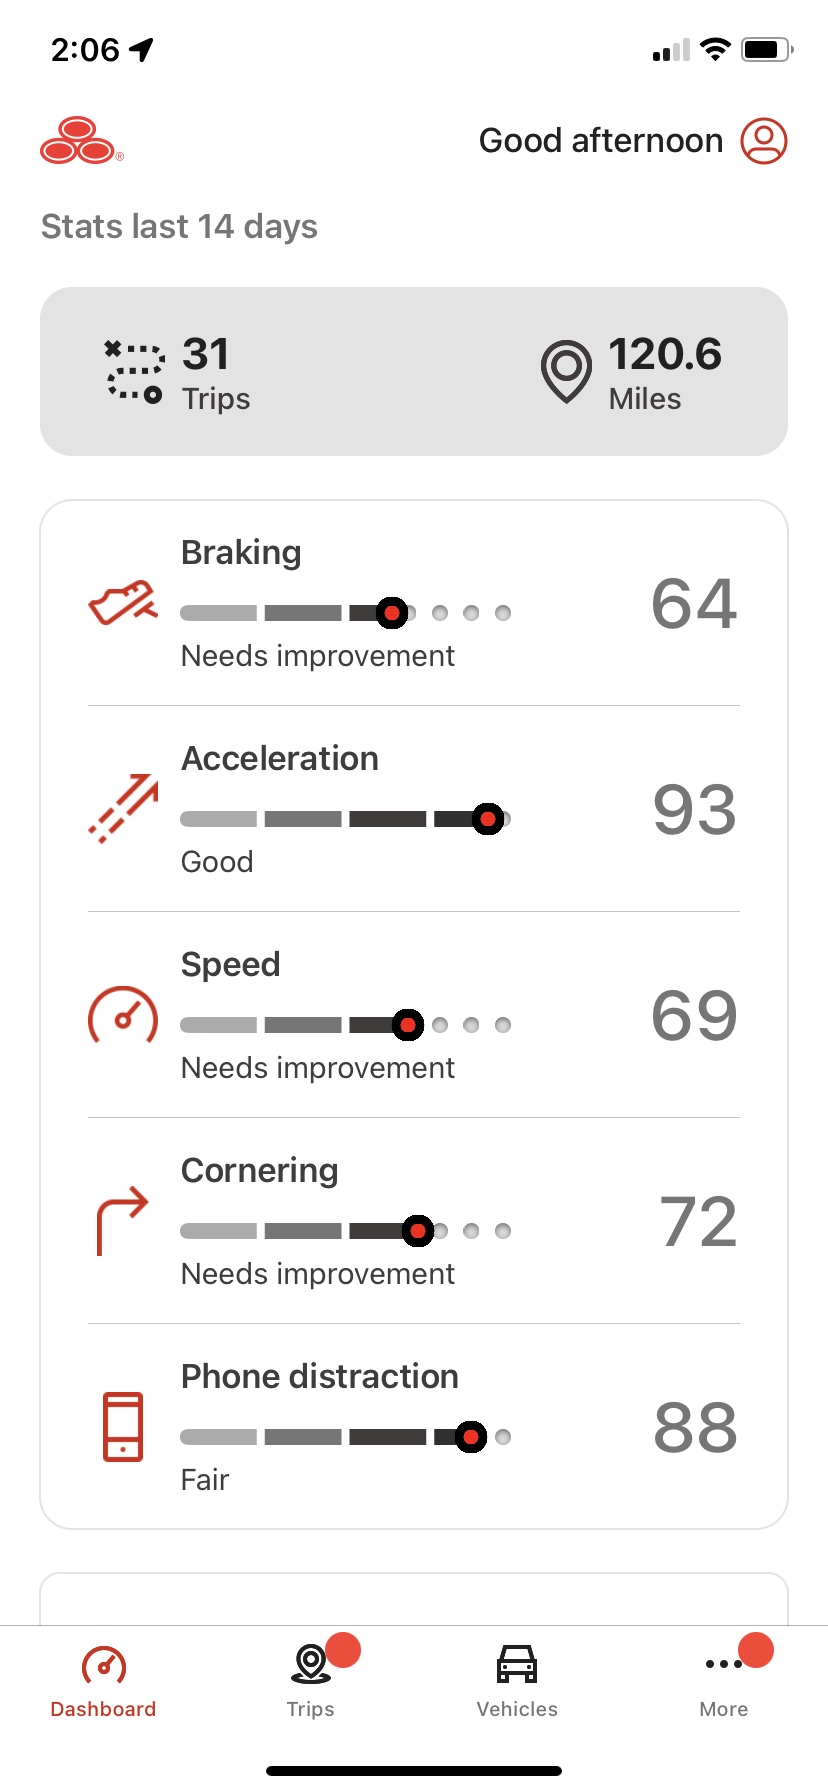 2:06
Good afternoon
®
Stats last 14 days
31
Trips
120.6
Miles
Braking
64
Needs improvement
Acceleration
93
Good
Speed
69
Needs improvement
Cornering
72
Needs improvement
Phone distraction
88
Fair
Dashboard
Trips
Vehicles
More